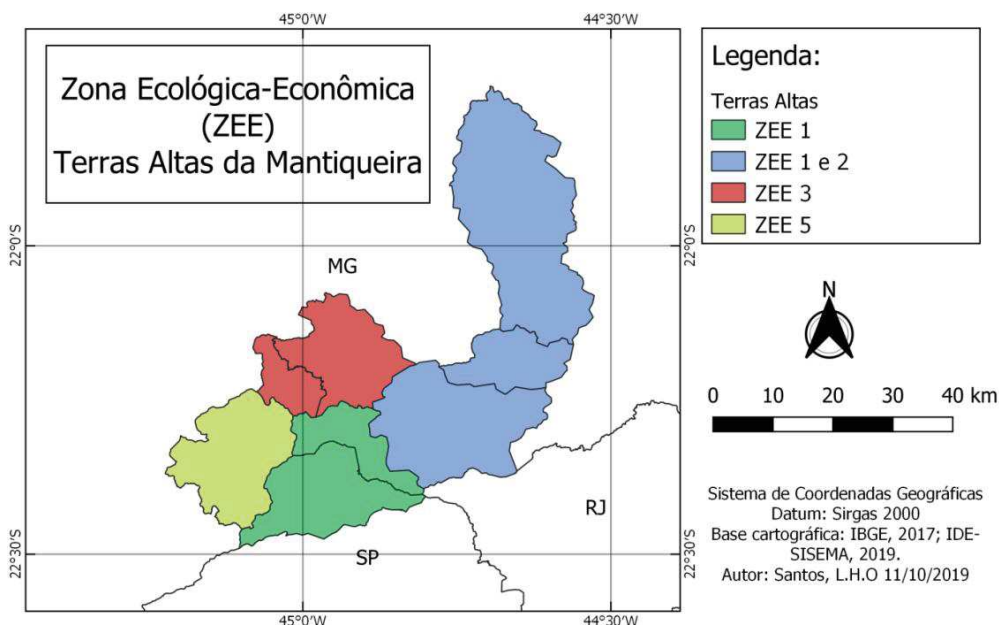 45°0'W
44°30'W
Zona Ecológica-Econômica
(ZEE)
Terras Altas da Mantiqueira
Legenda:
Terras Altas
ZEE 1
ZEE 1 e 2
ZEE 3
ZEE 5
22°0'S
22°0'S
MG
N
0 10 20 30 40 km
RJ
SP
22°30'S
22°30'S
Sistema de Coordenadas Geográficas
Datum: Sirgas 2000
Base cartográfica: IBGE, 2017; IDE-
SISEMA, 2019.
Autor: Santos, L.H.O 11/10/2019
45°0'W
44°30'W